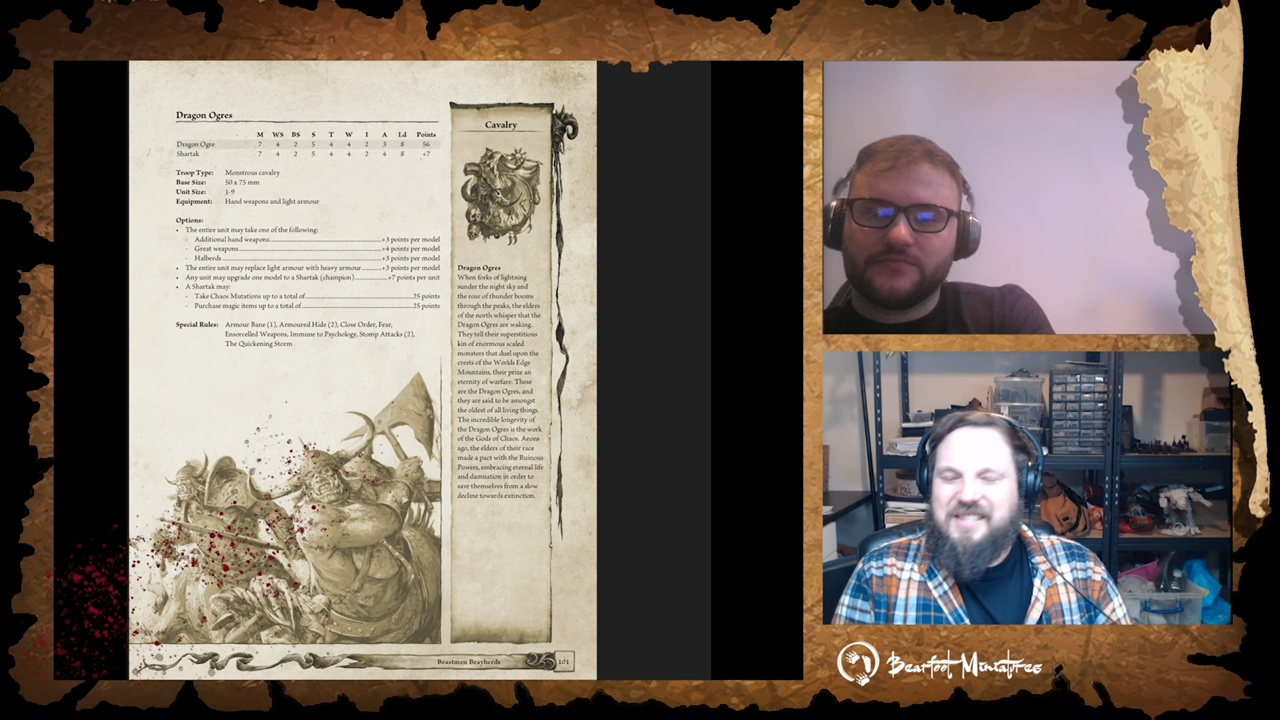 Dragon Ogres
M WS BS S T W I A Ld Points
Dragon Ogre 7 4 2 5 4 4 2 3 8 56
Shartak 7 4 2 5 4 4 2 4 8 +7
Troop Type: Monstrous cavalry
Base Size: 50 x 75 mm
Unit Size: 1-9
Equipment: Hand weapons and light armour
Options:
• The entire unit may take one of the following:
- Additional hand weapons +3 points per model
- Great weapons +4 points per model
- Halberds +3 points per model
• The entire unit may replace light armour with heavy armour +3 points per model
• Any unit may upgrade one model to a Shartak (champion) +7 points per unit
• A Shartak may:
- Take Chaos Mutations up to a total of 25 points
- Purchase magic items up to a total of 25 points
Special Rules: Armour Bane (1), Armoured Hide (2), Close Order, Fear,
Ensorcelled Weapons, Immune to Psychology, Stomp Attacks (2),
The Quickening Storm
Cavalry
Dragon Ogres
When forks of lightning
sunder the night sky and
the roar of thunder booms
through the peaks, the elders
of the north whisper that the
Dragon Ogres are waking.
They tell their superstitious
kin of enormous scaled
monsters that duel upon the
crests of the Worlds Edge
Mountains, their prize an
eternity of warfare. These
are the Dragon Ogres, and
they are said to be amongst
the oldest of all living things.
The incredible longevity of
the Dragon Ogres is the work
of the Gods of Chaos. Aeons
ago, the elders of their race
made a pact with the Ruinous
Powers, embracing eternal life
and damnation in order to
save themselves from a slow
decline towards extinction.
Beastmen Brayherds 101
Bearfoot Miniatures